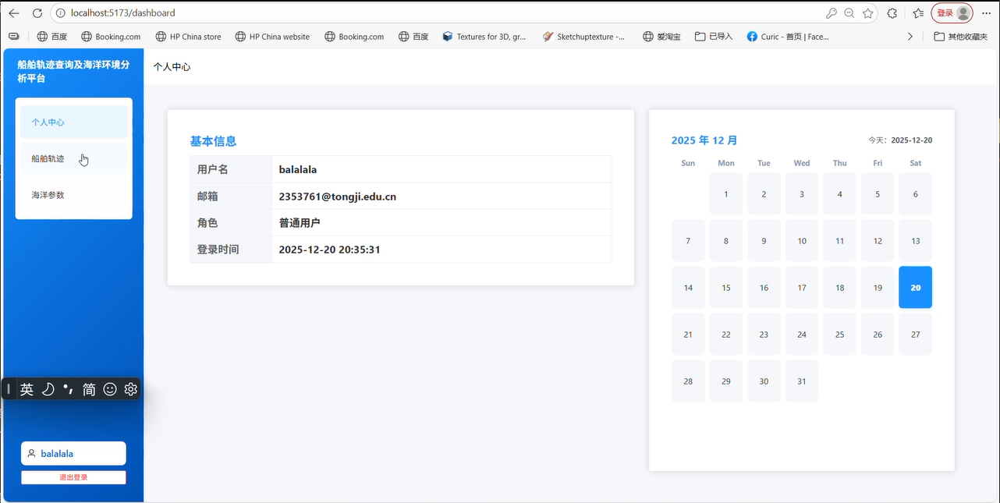 localhost:5173/dashboard
登录
百度
Booking.com
HP China store
HP China website
Booking.com
百度
Textures for 3D, gr...
Sketchuptexture -...
爱淘宝
已导入
Curic - 首页 | Face...
其他收藏夹
船舶轨迹查询及海洋环境分
析平台
个人中心
船舶轨迹
海洋参数
英
简
balalala
退出登录
个人中心
基本信息
用户名 balalala
邮箱 2353761@tongji.edu.cn
角色 普通用户
登录时间 2025-12-20 20:35:31
2025 年 12 月 今天：2025-12-20
Sun Mon Tue Wed Thu Fri Sat
1 2 3 4 5 6
7 8 9 10 11 12 13
14 15 16 17 18 19 20
21 22 23 24 25 26 27
28 29 30 31